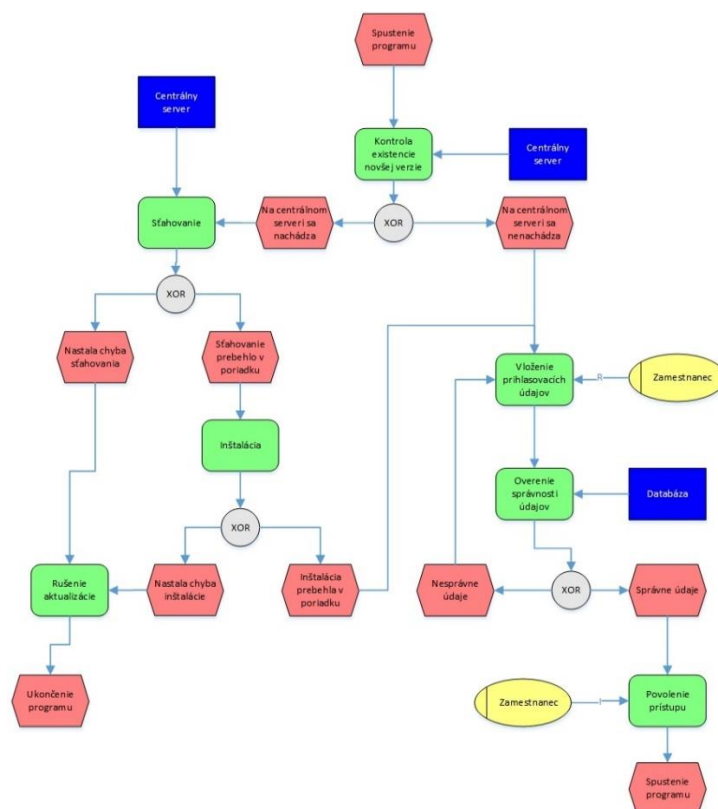 Spustenie
programu
Centrálny
server
Kontrola
existencie
novšej verzie
Centrálny
server
Sťahovanie
Na centrálnom
serveri sa
nachádza
XOR
Na centrálnom
serveri sa
nenachádza
XOR
Nastala chyba
sťahovania
Sťahovanie
prebehlo v
poriadku
Vloženie
prihlasovacích
údajov
R
Zamestnanec
Inštalácia
Overenie
správnosti
údajov
Databáza
XOR
Rušenie
aktualizácie
Nastala chyba
inštalácie
Inštalácia
prebehla v
poriadku
Nesprávne
údaje
XOR
Správne údaje
Ukončenie
programu
Zamestnanec
I
Povolenie
prístupu
Spustenie
programu